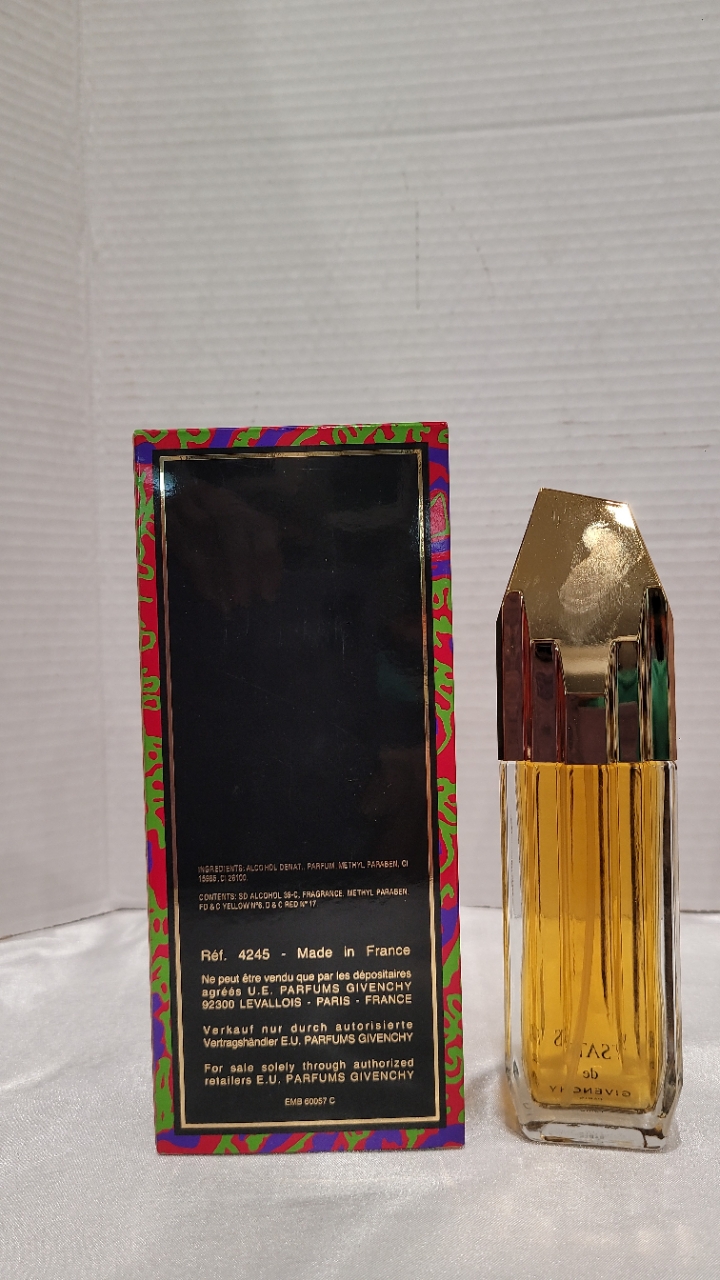 INGREDIENTS: ALCOHOL DENAT., PARFUM, METHYL PARABEN, CI
15985, CI 26100.
CONTENTS: SD ALCOHOL 39-C, FRAGRANCE, METHYL PARABEN,
FD & C YELLOW N°6, D & C RED N° 17
Réf. 4245 - Made in France
Ne peut être vendu que par les dépositaires
agréés U.E. PARFUMS GIVENCHY
92300 LEVALLOIS - PARIS - FRANCE
Verkauf nur durch autorisierte
Vertragshändler E.U. PARFUMS GIVENCHY
For sale solely through authorized
retailers E.U. PARFUMS GIVENCHY
EMB 60057 C
de
GIVENCHY